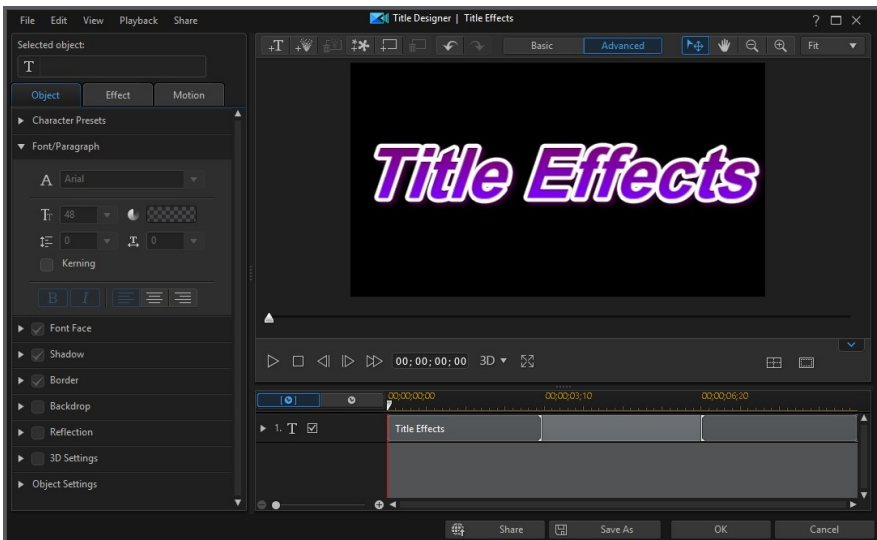 File Edit View Playback Share
Title Designer | Title Effects
?
Selected object:
T
Object Effect Motion
Character Presets
Font/Paragraph
A Arial
48
0 0
Kerning
B I
Font Face
Shadow
Border
Backdrop
Reflection
3D Settings
Object Settings
+T
Basic Advanced
Fit
Title Effects
00;00;00;00 3D
00;00;00;00 00;00;03;10 00;00;06;20
1. T Title Effects
Share Save As OK Cancel